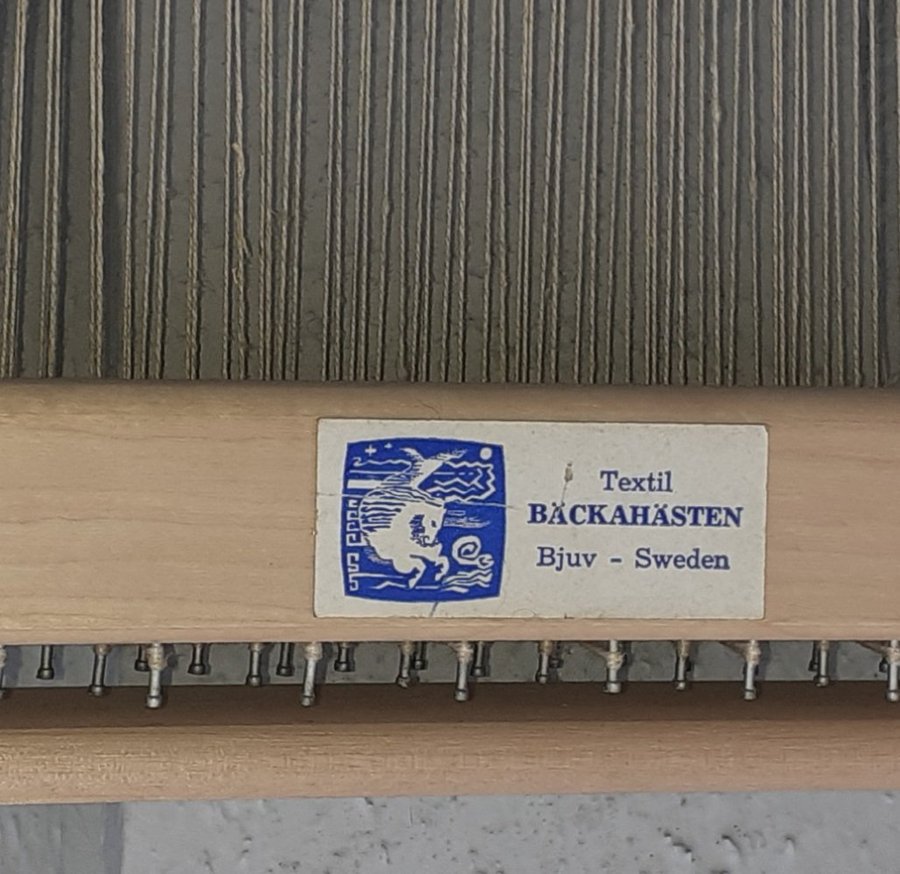 Textil
BÄCKAHÄSTEN
Bjuv - Sweden